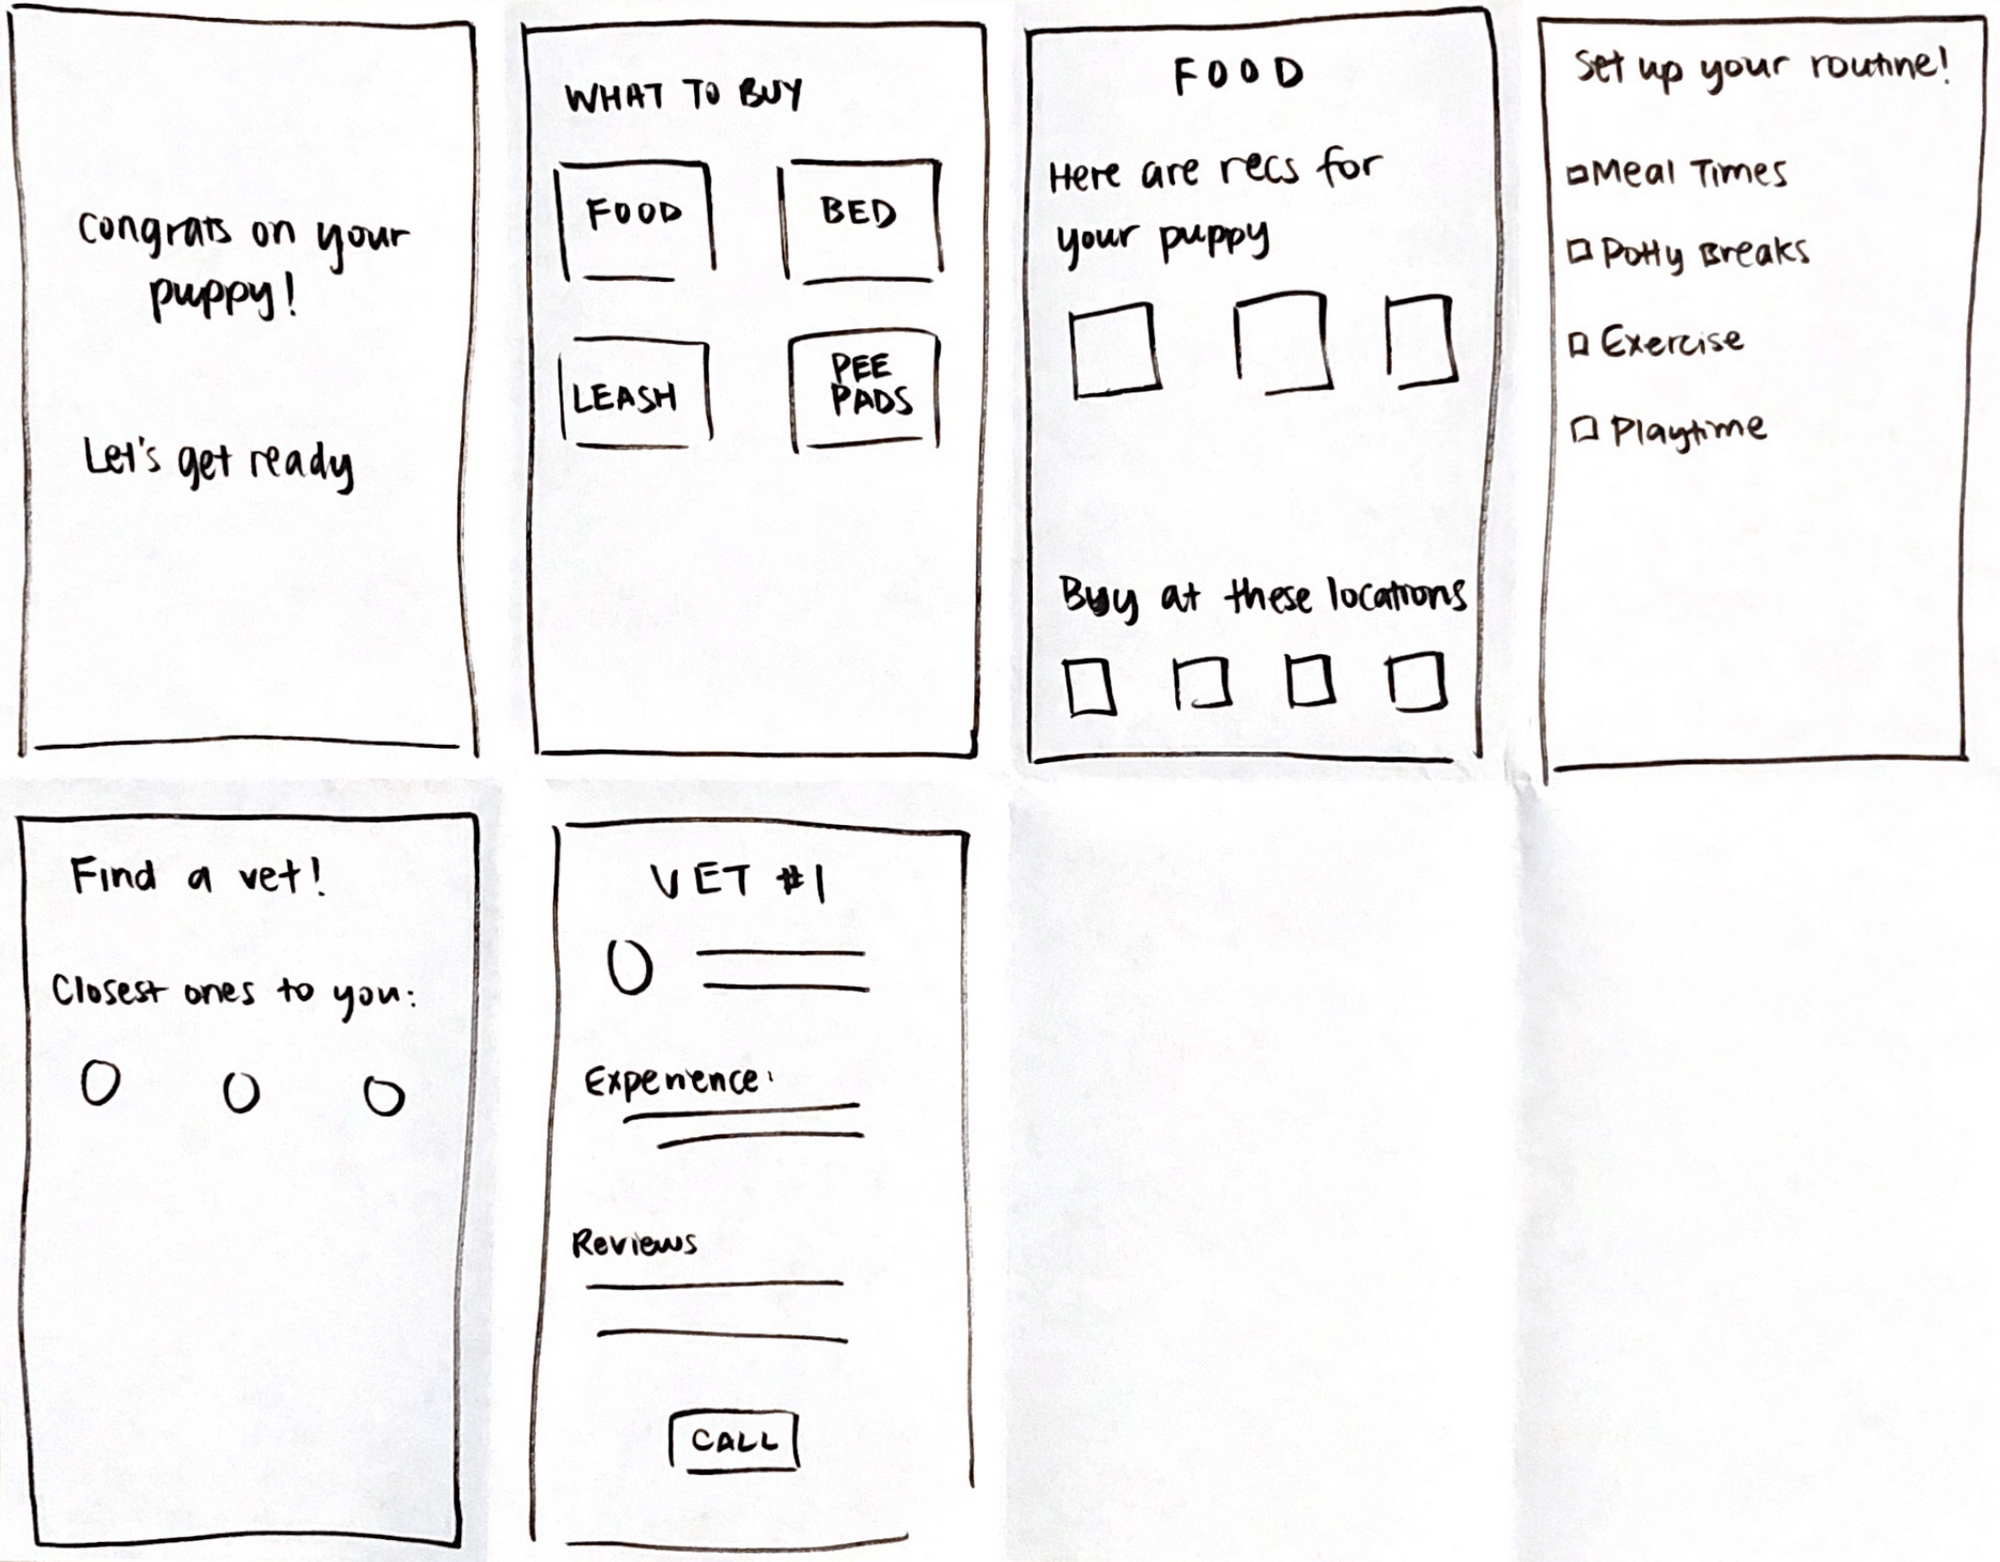 Congrats on your
puppy!
Let's get ready
WHAT TO BUY
FOOD
BED
LEASH
PEE
PADS
FOOD
Here are recs for
your puppy
Buy at these locations
Set up your routine!
Meal Times
Potty Breaks
Exercise
Playtime
Find a vet!
Closest ones to you:
VET #1
Experience:
Reviews
CALL